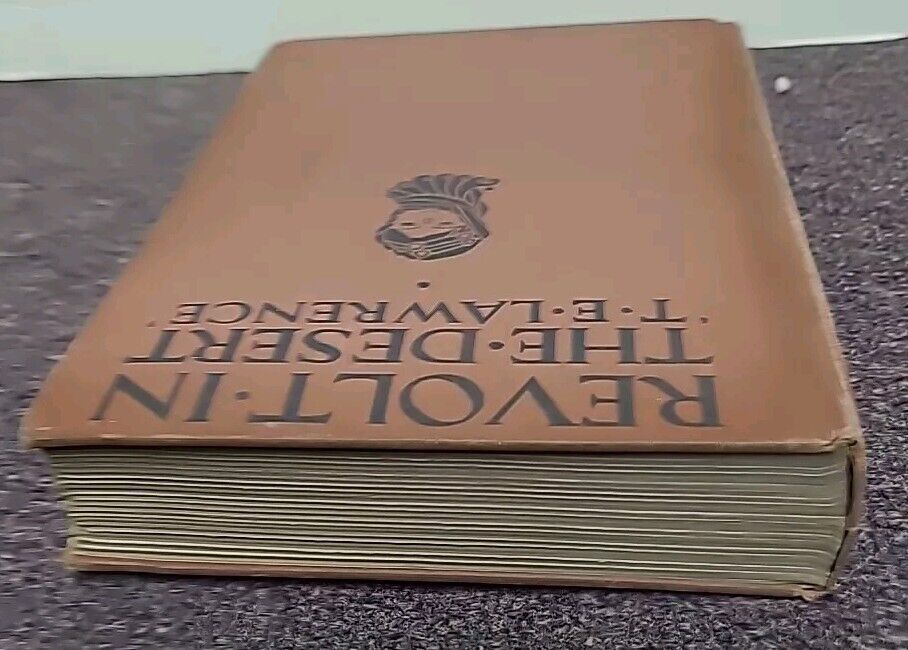 REVOLT·IN
THE·DESERT
'T·E·LAWRENCE'